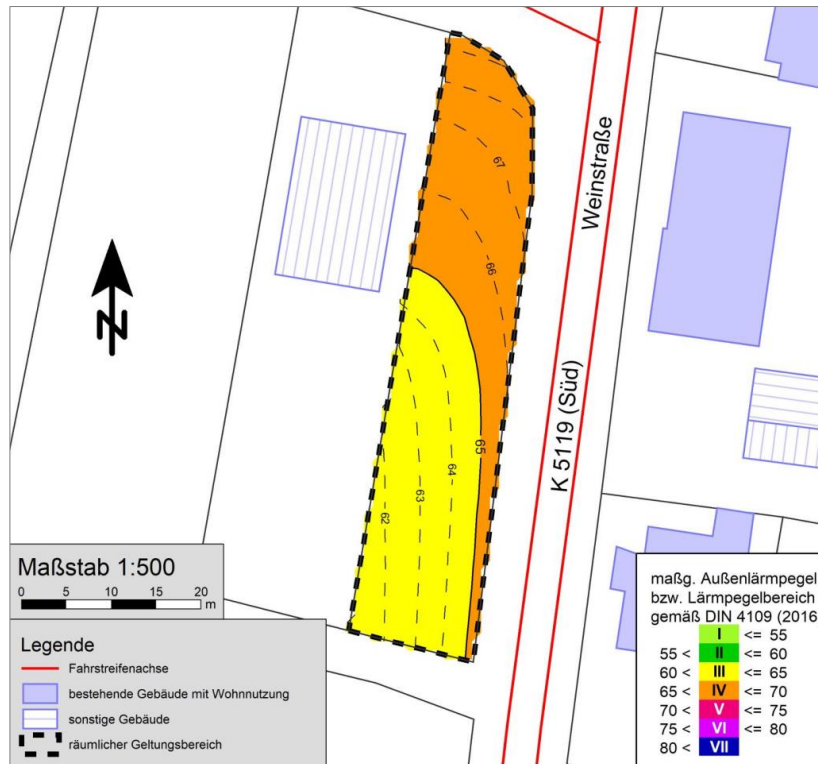 Weinstraße
K 5119 (Süd)
67
66
65
64
63
62
N
Maßstab 1:500
0 5 10 15 20 m
Legende
Fahrstreifenachse
bestehende Gebäude mit Wohnnutzung
sonstige Gebäude
räumlicher Geltungsbereich
maßg. Außenlärmpegel
bzw. Lärmpegelbereich
gemäß DIN 4109 (2016
I <= 55
55 < II <= 60
60 < III <= 65
65 < IV <= 70
70 < V <= 75
75 < VI <= 80
80 < VII